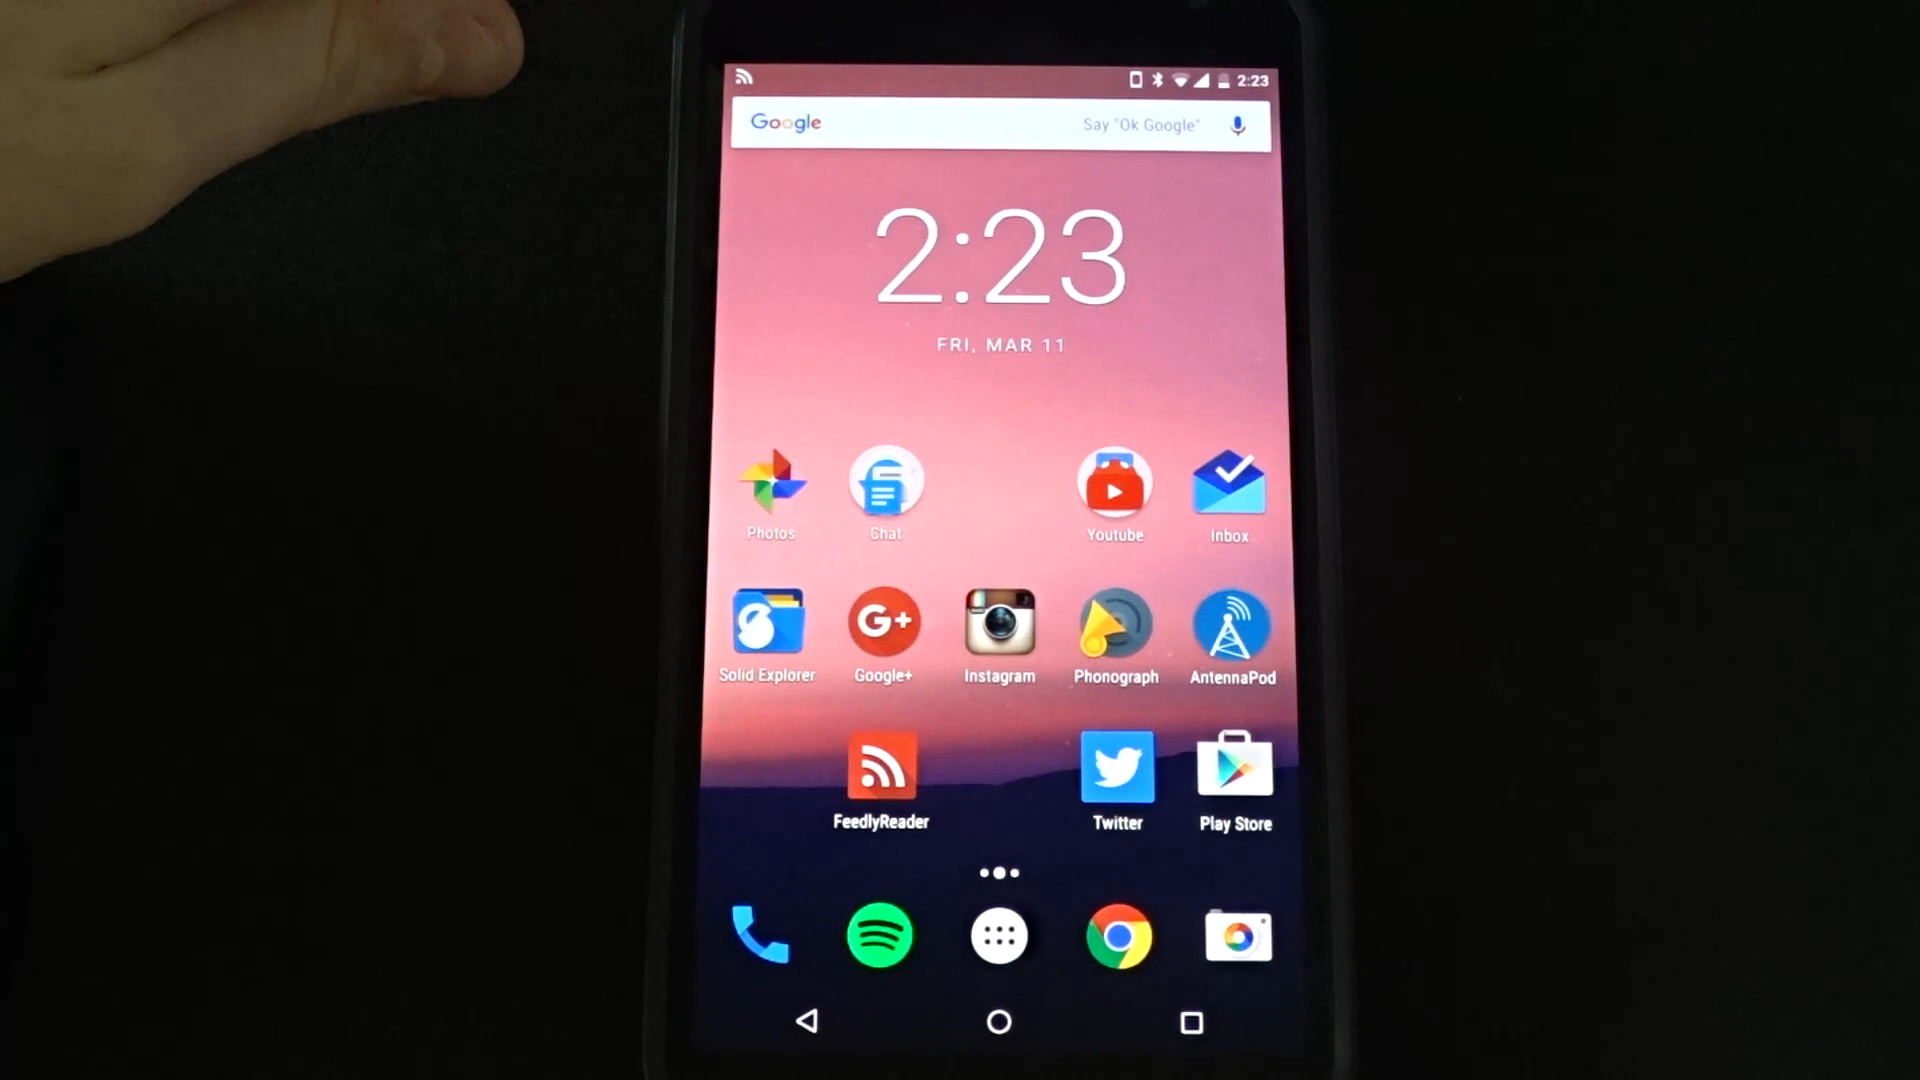 2:23
Google Say "Ok Google"
2:23
FRI, MAR 11
Photos Chat Youtube Inbox
G+
Solid Explorer Google+ Instagram Phonograph AntennaPod
FeedlyReader Twitter Play Store